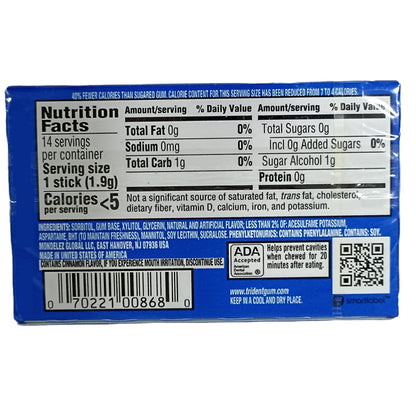 40% FEWER CALORIES THAN SUGARED GUM. CALORIE CONTENT FOR THIS SERVING SIZE HAS BEEN REDUCED FROM 7 TO 4 CALORIES.
Nutrition Facts
14 servings per container
Serving size
1 stick (1.9g)
Calories per serving <5
Amount/serving % Daily Value
Total Fat 0g 0%
Sodium 0mg 0%
Total Carb 1g 0%
Amount/serving % Daily Value
Total Sugars 0g
Incl 0g Added Sugars 0%
Sugar Alcohol 1g
Protein 0g
Not a significant source of saturated fat, trans fat, cholesterol,
dietary fiber, vitamin D, calcium, iron, and potassium.
INGREDIENTS: SORBITOL, GUM BASE, XYLITOL, GLYCERIN, NATURAL AND ARTIFICIAL FLAVOR; LESS THAN 2% OF: ACESULFAME POTASSIUM,
ASPARTAME, BHT (TO MAINTAIN FRESHNESS), MANNITOL, SOY LECITHIN, SUCRALOSE. PHENYLKETONURICS: CONTAINS PHENYLALANINE. CONTAINS: SOY.
MONDELEZ GLOBAL LLC, EAST HANOVER, NJ 07936 USA
MADE IN UNITED STATES OF AMERICA
CONTAINS CINNAMON FLAVOR, IF YOU EXPERIENCE MOUTH IRRITATION, DISCONTINUE USE.
ADA
Accepted
American
Dental
Association
Helps prevent cavities
when chewed for 20
minutes after eating.
0 70221 00868 0
www.tridentgum.com
KEEP IN A COOL AND DRY PLACE.
smartlabel™